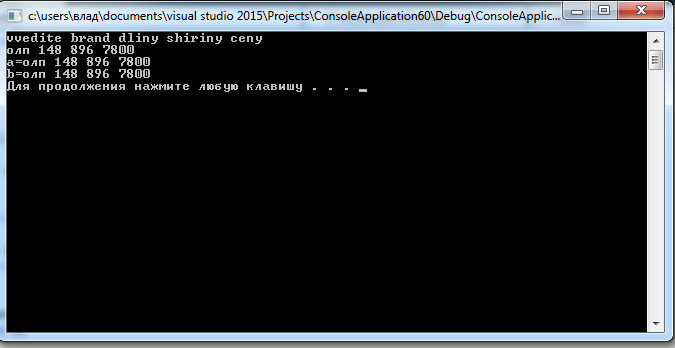 c:\users\влад\documents\visual studio 2015\Projects\ConsoleApplication60\Debug\ConsoleApplic...
vvedite brand dliny shiriny ceny
олп 148 896 7800
a=олп 148 896 7800
b=олп 148 896 7800
Для продолжения нажмите любую клавишу . . .